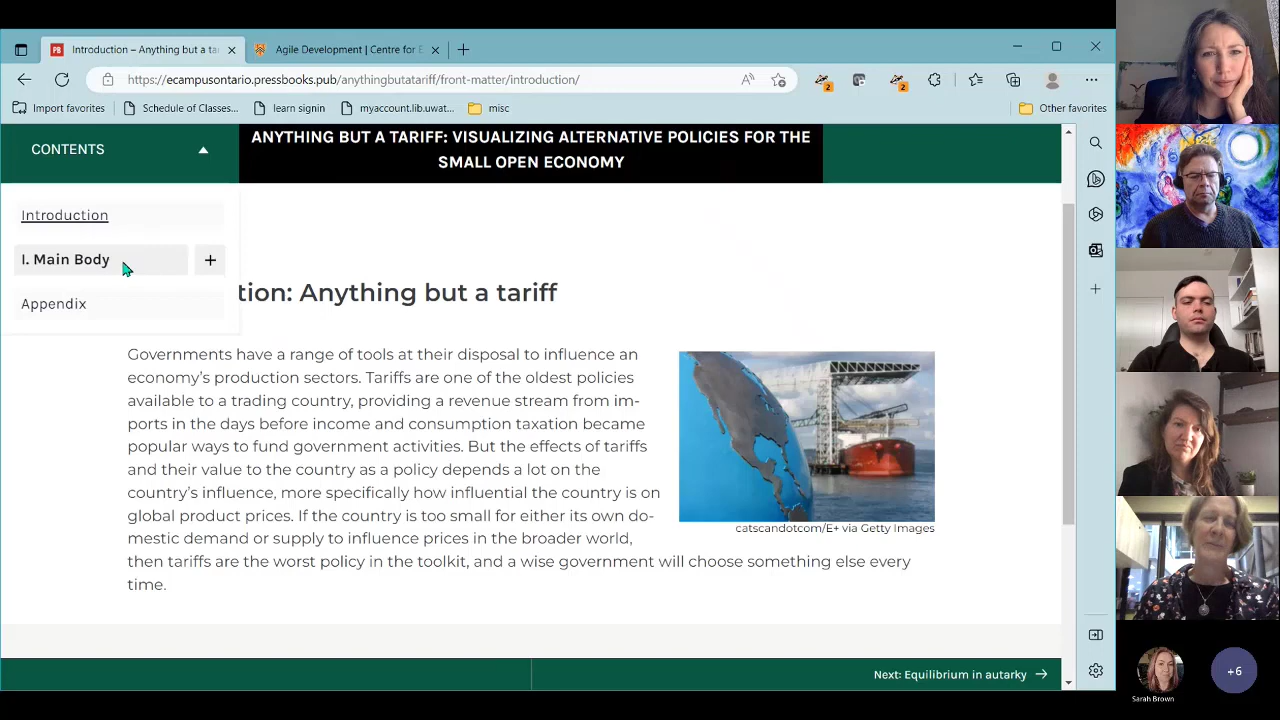 Introduction – Anything but a ta
Agile Development | Centre for E
https://ecampusontario.pressbooks.pub/anythingbutatariff/front-matter/introduction/
2
2
Import favorites
Schedule of Classes...
learn signin
myaccount.lib.uwat...
misc
Other favorites
CONTENTS
ANYTHING BUT A TARIFF: VISUALIZING ALTERNATIVE POLICIES FOR THE
SMALL OPEN ECONOMY
Introduction
I. Main Body
+
Appendix
tion: Anything but a tariff
Governments have a range of tools at their disposal to influence an
economy's production sectors. Tariffs are one of the oldest policies
available to a trading country, providing a revenue stream from im-
ports in the days before income and consumption taxation became
popular ways to fund government activities. But the effects of tariffs
and their value to the country as a policy depends a lot on the
country's influence, more specifically how influential the country is on
global product prices. If the country is too small for either its own do-
mestic demand or supply to influence prices in the broader world,
then tariffs are the worst policy in the toolkit, and a wise government will choose something else every
time.
catscandotcom/E+ via Getty Images
Next: Equilibrium in autarky
Sarah Brown
+6